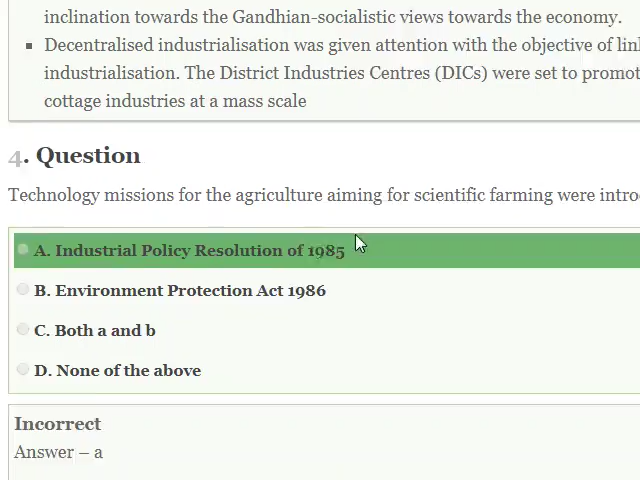 inclination towards the Gandhian-socialistic views towards the economy.
Decentralised industrialisation was given attention with the objective of
industrialisation. The District Industries Centres (DICs) were set to
cottage industries at a mass scale
4. Question
Technology missions for the agriculture aiming for scientific farming were
A. Industrial Policy Resolution of 1985
B. Environment Protection Act 1986
C. Both a and b
D. None of the above
Incorrect
Answer – a